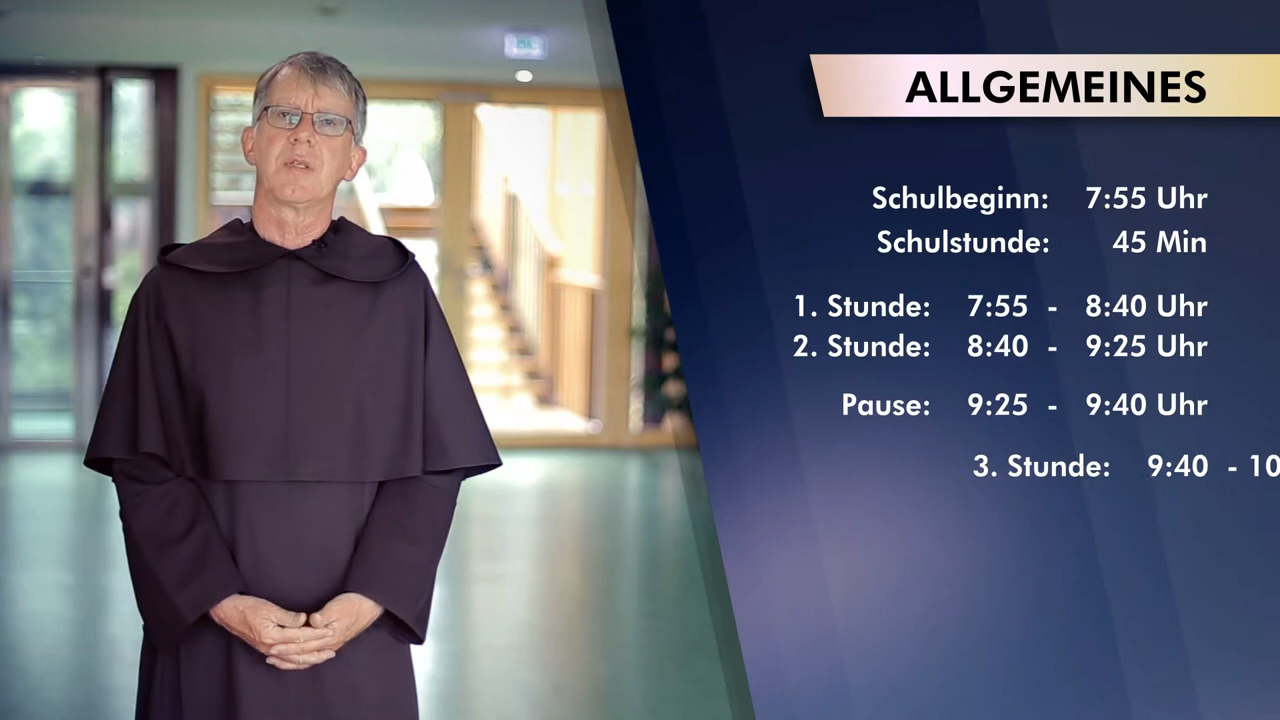 ALLGEMEINES
Schulbeginn: 7:55 Uhr
Schulstunde: 45 Min
1. Stunde: 7:55 - 8:40 Uhr
2. Stunde: 8:40 - 9:25 Uhr
Pause: 9:25 - 9:40 Uhr
3. Stunde: 9:40 - 10